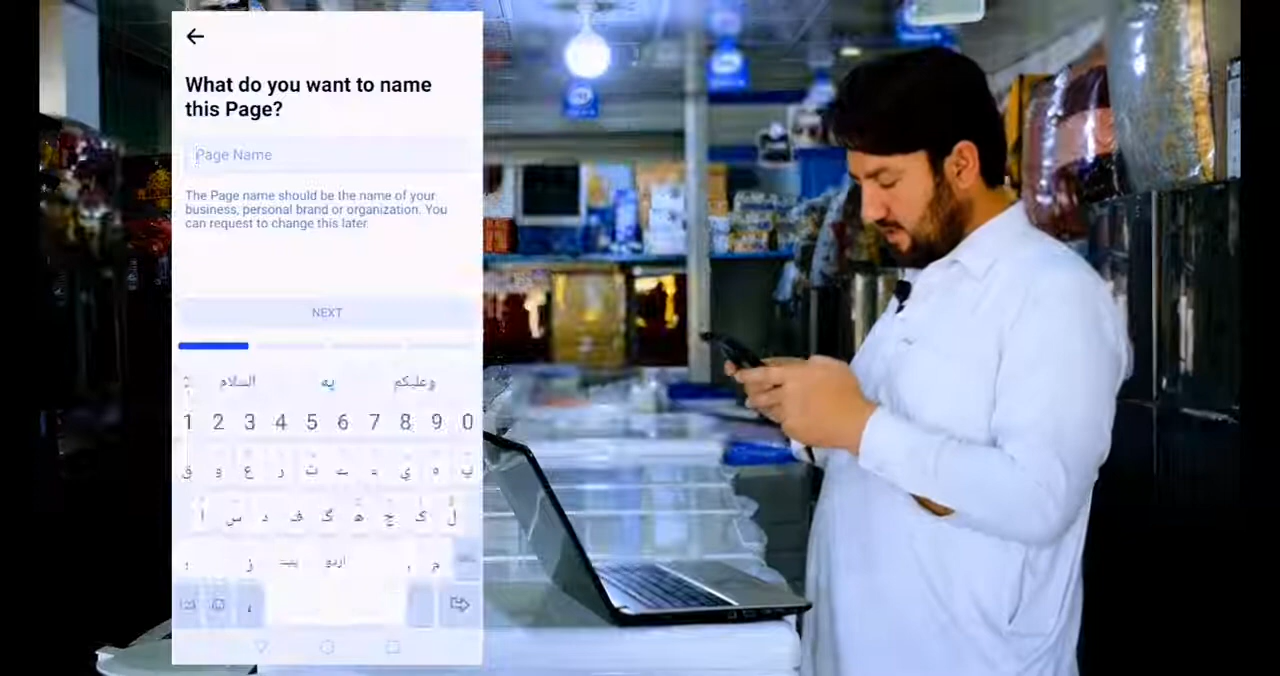 What do you want to name
this Page?
Page Name
The Page name should be the name of your
business, personal brand or organization. You
can request to change this later.
NEXT
السلام یه وعلیکم
1 2 3 4 5 6 7 8 9 0
ق و ع ر ث ے ء ي ہ پ
ا س د ف گ ھ ج ک ل
ز اردو م